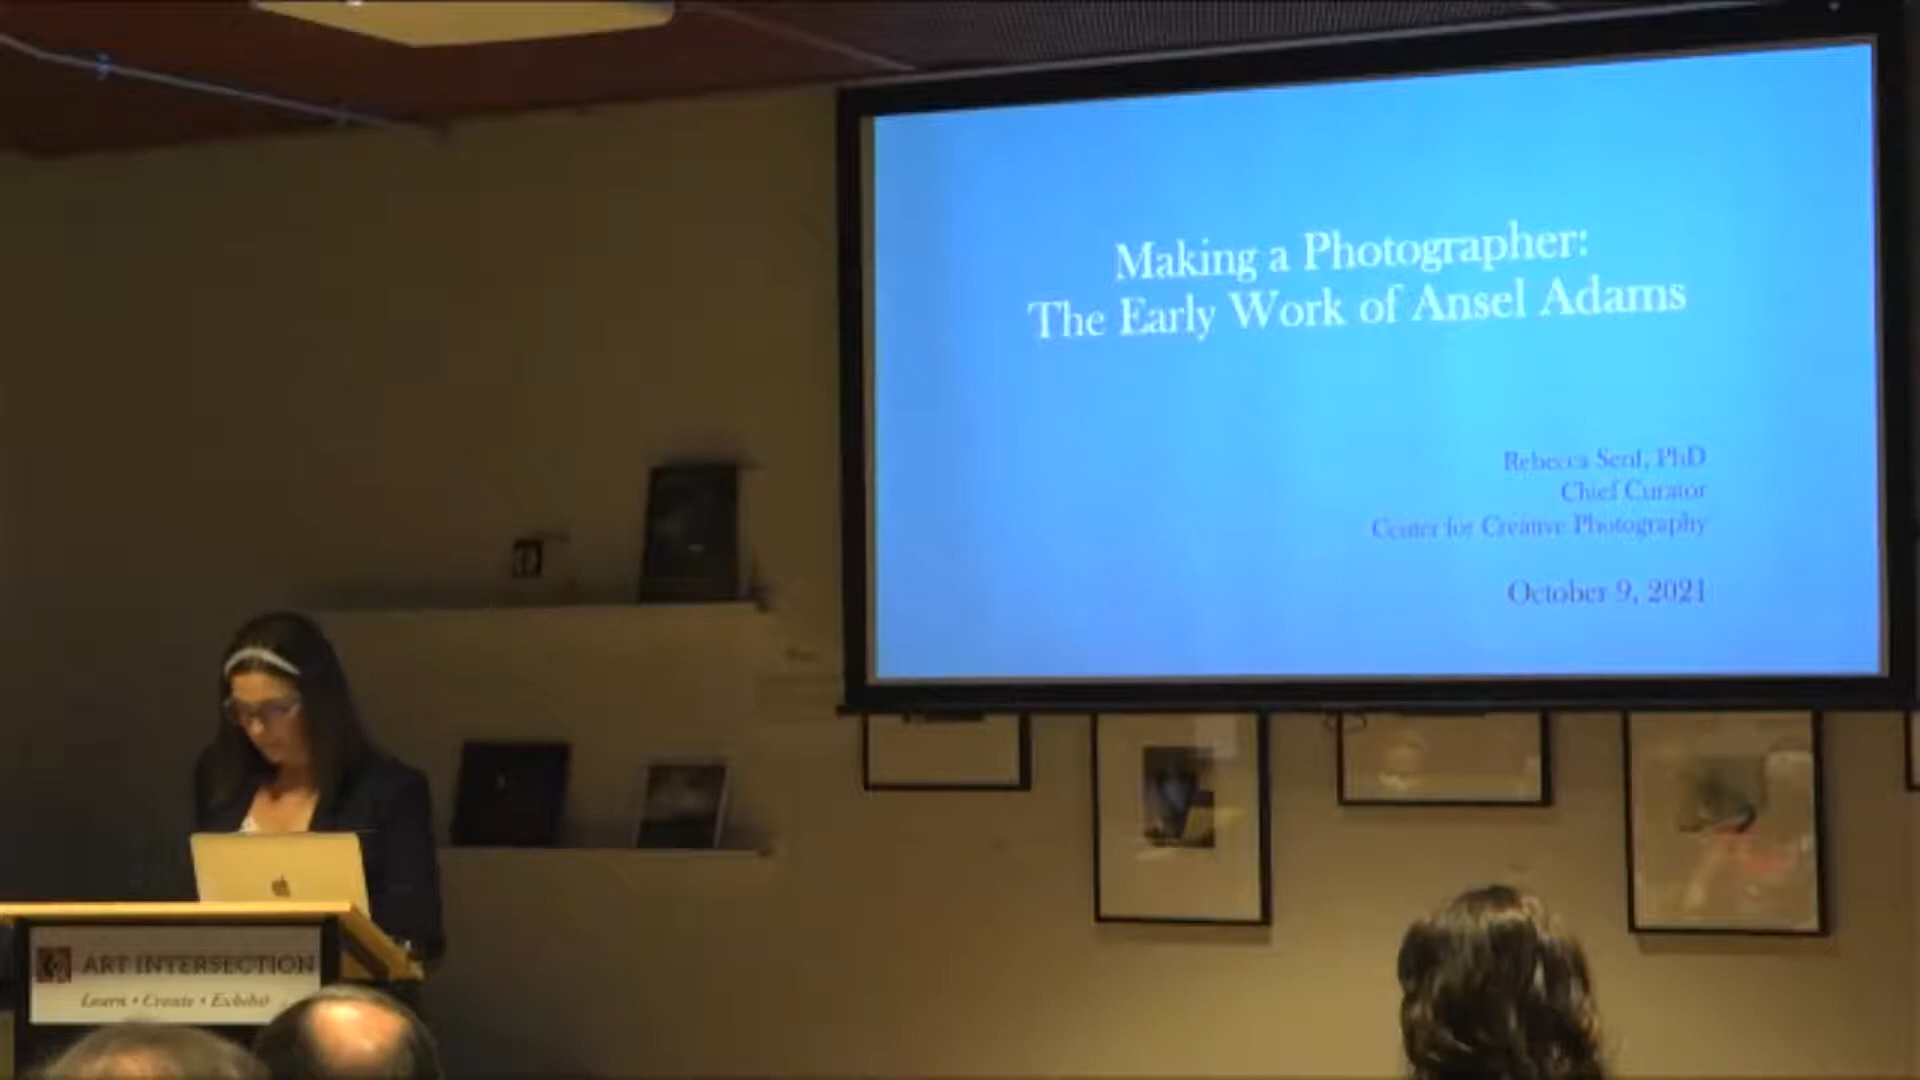 Making a Photographer:
The Early Work of Ansel Adams
Rebecca Senf, PhD
Chief Curator
Center for Creative Photography
October 9, 2021
ART INTERSECTION
Learn • Create • Exhibit